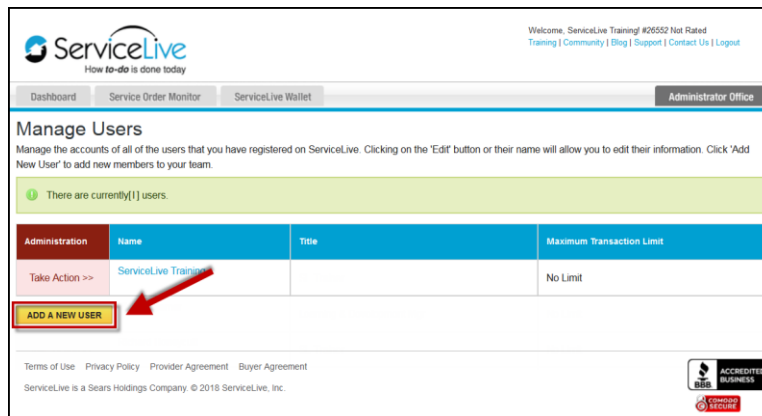 Welcome, ServiceLive Training! #26552 Not Rated
Training | Community | Blog | Support | Contact Us | Logout
ServiceLive
How to-do is done today
Dashboard Service Order Monitor ServiceLive Wallet Administrator Office
Manage Users
Manage the accounts of all of the users that you have registered on ServiceLive. Clicking on the 'Edit' button or their name will allow you to edit their information. Click 'Add
New User' to add new members to your team.
There are currently[1] users.
Administration Name Title Maximum Transaction Limit
Take Action >> ServiceLive Training No Limit
ADD A NEW USER
Terms of Use Privacy Policy Provider Agreement Buyer Agreement
ServiceLive is a Sears Holdings Company. © 2018 ServiceLive, Inc.
BBB ACCREDITED
BUSINESS
COMODO
SECURE